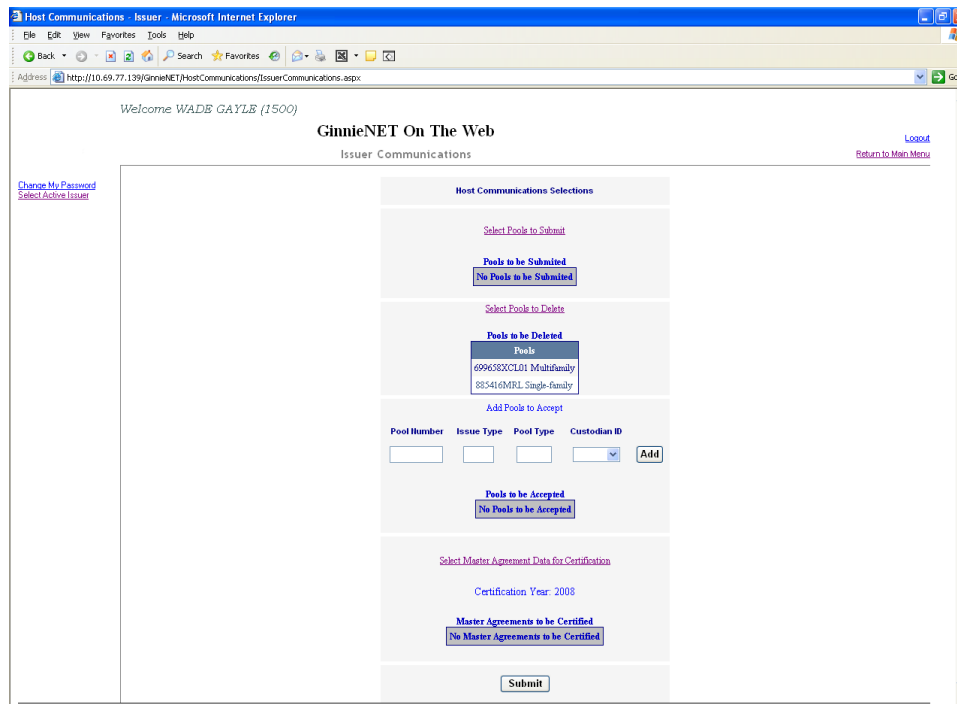 Host Communications - Issuer - Microsoft Internet Explorer
File Edit View Favorites Tools Help
Back Search Favorites
Address http://10.69.77.139/GinnieNET/HostCommunications/IssuerCommunications.aspx Go
Welcome WADE GAYLE (1500)
GinnieNET On The Web
Logout
Issuer Communications
Return to Main Menu
Change My Password
Select Active Issuer
Host Communications Selections
Select Pools to Submit
Pools to be Submited
No Pools to be Submited
Select Pools to Delete
Pools to be Deleted
Pools
699658XCL01 Multifamily
885416MRL Single-family
Add Pools to Accept
Pool Number Issue Type Pool Type Custodian ID
Add
Pools to be Accepted
No Pools to be Accepted
Select Master Agreement Data for Certification
Certification Year: 2008
Master Agreements to be Certified
No Master Agreements to be Certified
Submit